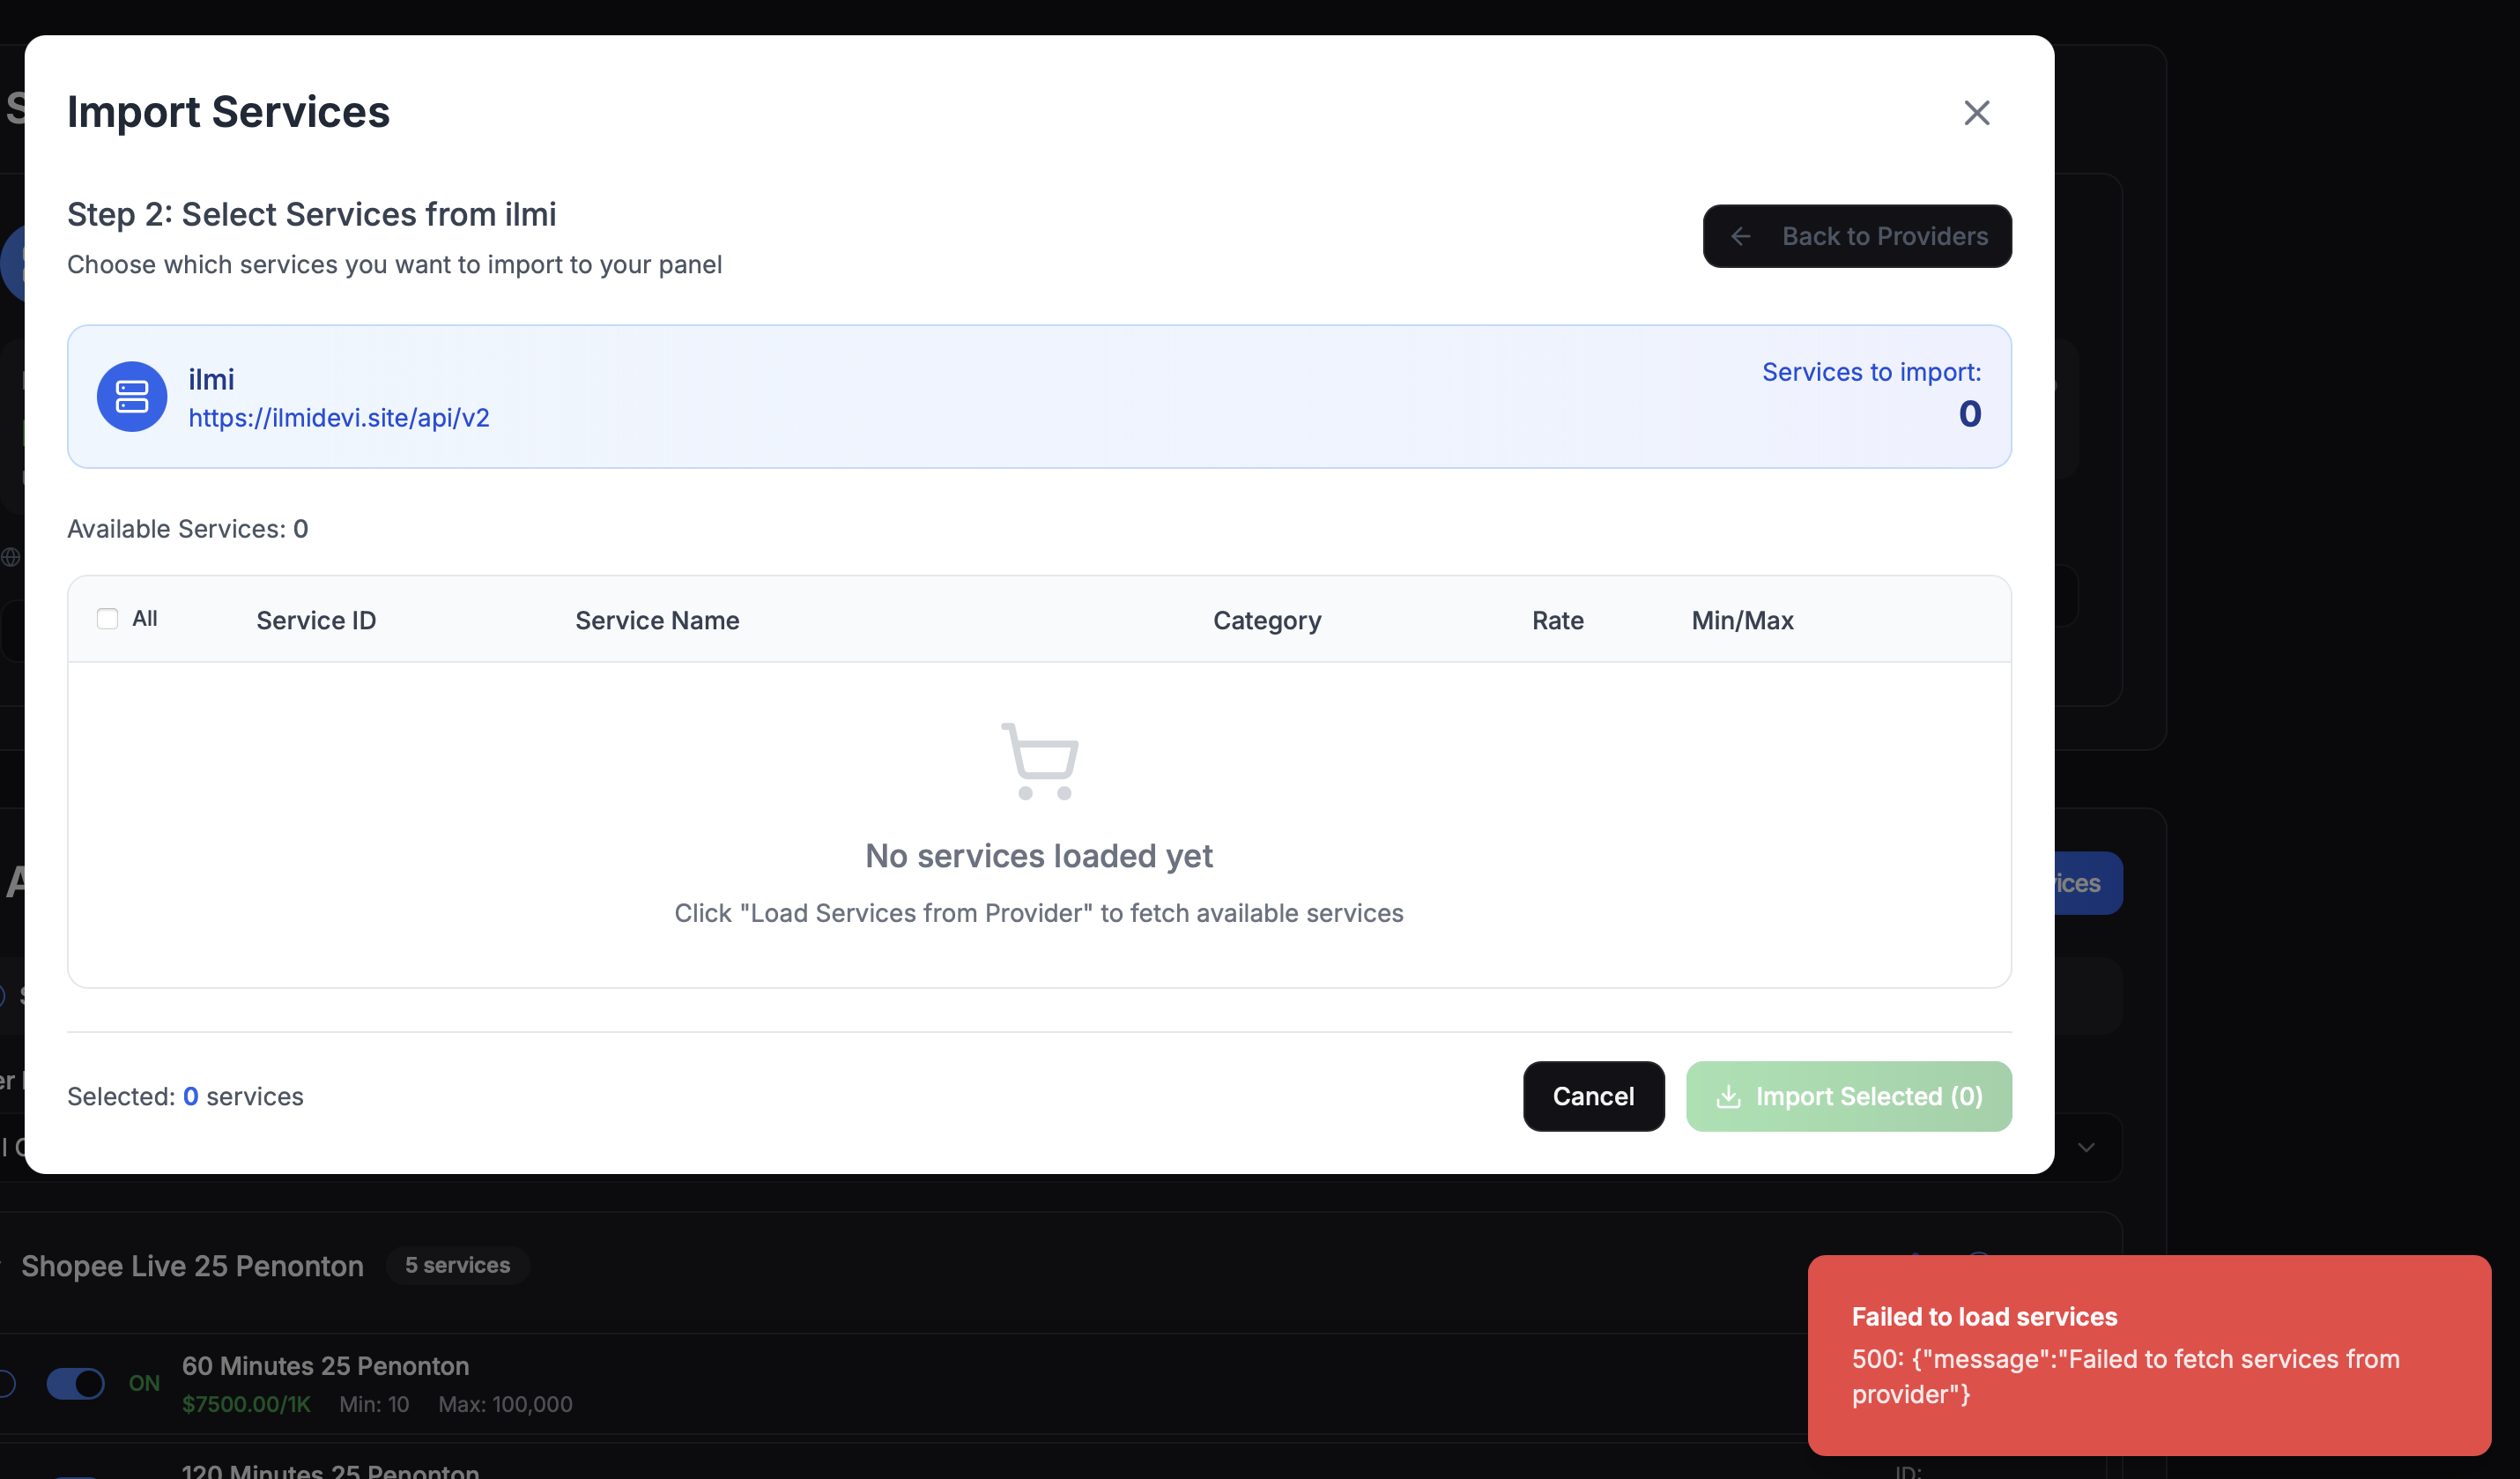 Import Services
Step 2: Select Services from ilmi
Back to Providers
Choose which services you want to import to your panel
ilmi
https://ilmidevi.site/api/v2
Services to import:
0
Available Services: 0
All
Service ID
Service Name
Category
Rate
Min/Max
No services loaded yet
Click "Load Services from Provider" to fetch available services
Selected: 0 services
Cancel
Import Selected (0)
Shopee Live 25 Penonton
5 services
ON
60 Minutes 25 Penonton
$7500.00/1K
Min: 10
Max: 100,000
120 Minutes 25 Penonton
ID:
Failed to load services
500: {"message":"Failed to fetch services from
provider"}